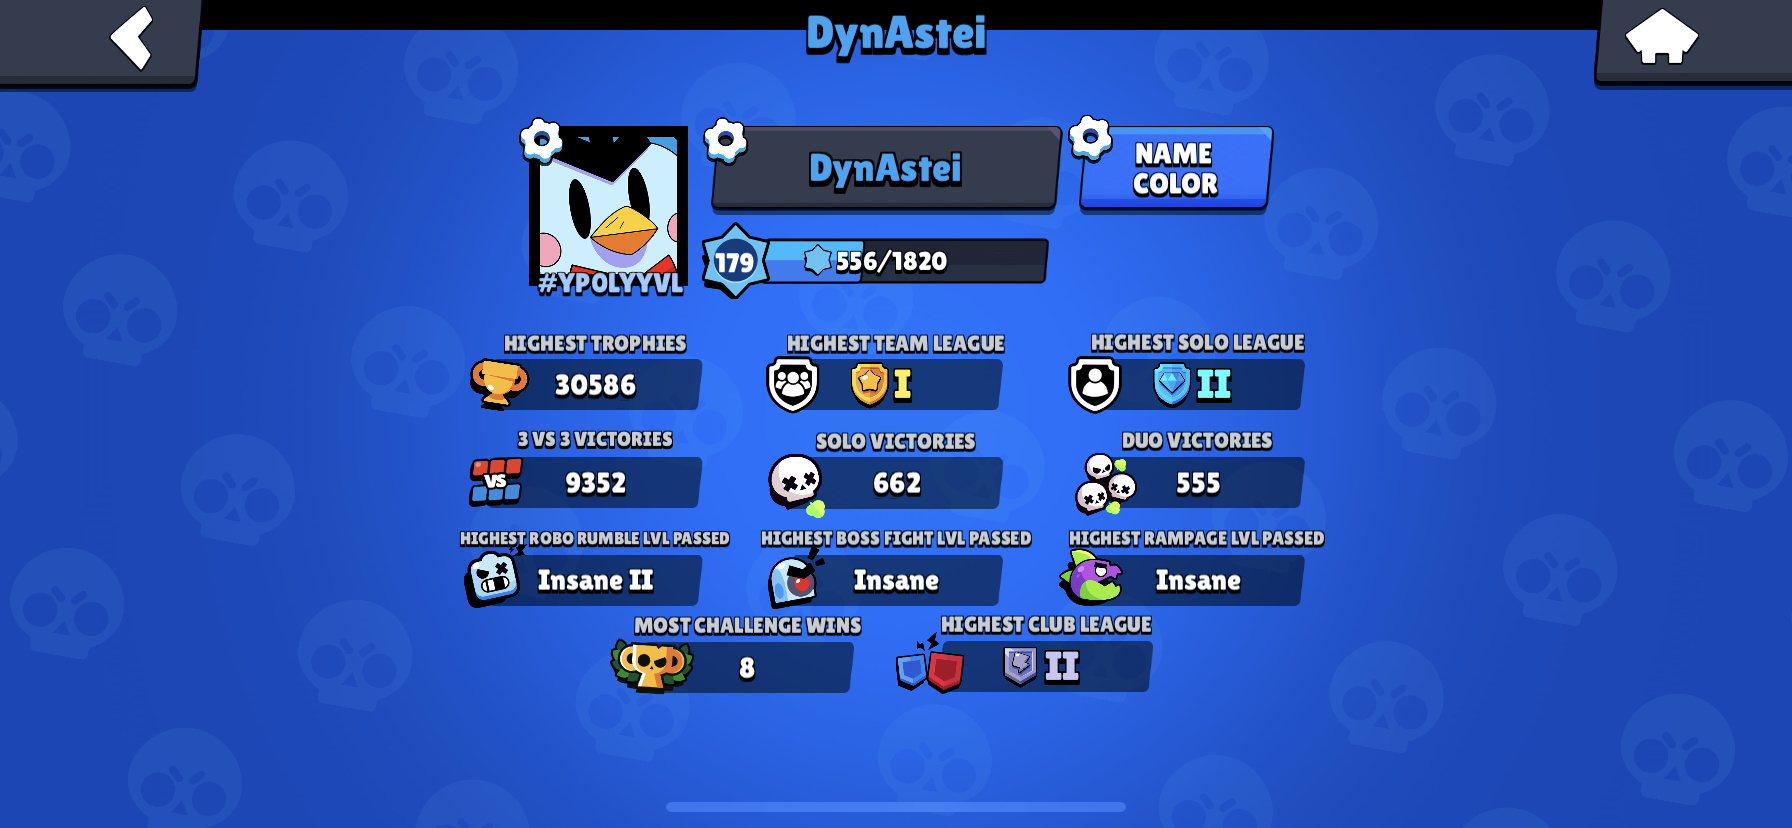 DynAstei
DynAstei
NAME
COLOR
#YP0LYYVL
179
556/1820
HIGHEST TROPHIES
30586
HIGHEST TEAM LEAGUE
I
HIGHEST SOLO LEAGUE
II
3 VS 3 VICTORIES
VS
9352
SOLO VICTORIES
662
DUO VICTORIES
555
HIGHEST ROBO RUMBLE LVL PASSED
Insane II
HIGHEST BOSS FIGHT LVL PASSED
Insane
HIGHEST RAMPAGE LVL PASSED
Insane
MOST CHALLENGE WINS
8
HIGHEST CLUB LEAGUE
II